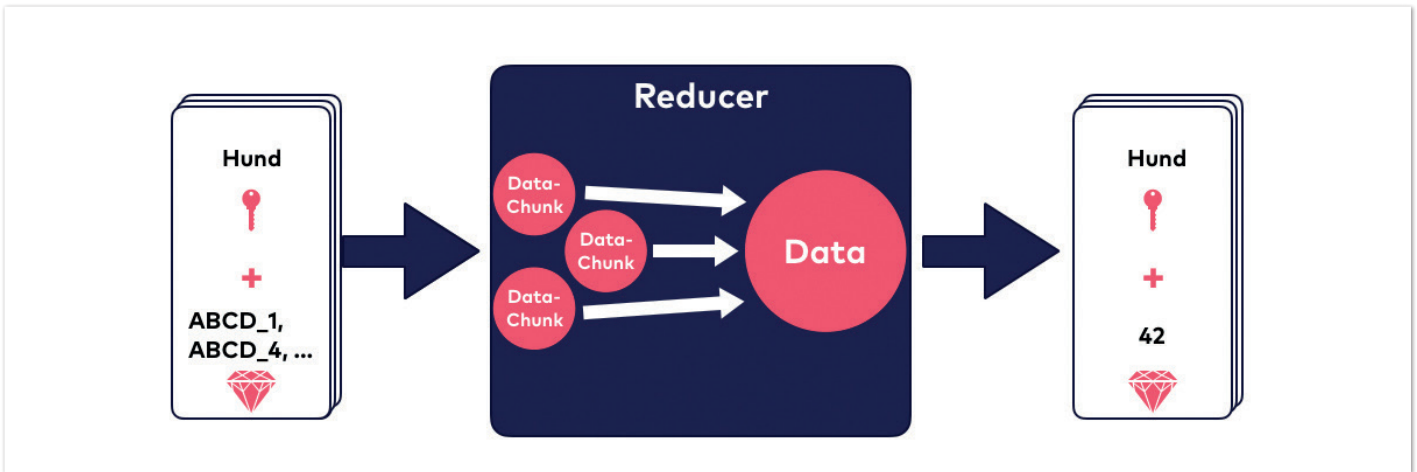 Reducer
Hund
+
ABCD_1,
ABCD_4, ...
Data-
Chunk
Data-
Chunk
Data-
Chunk
Data
Hund
+
42